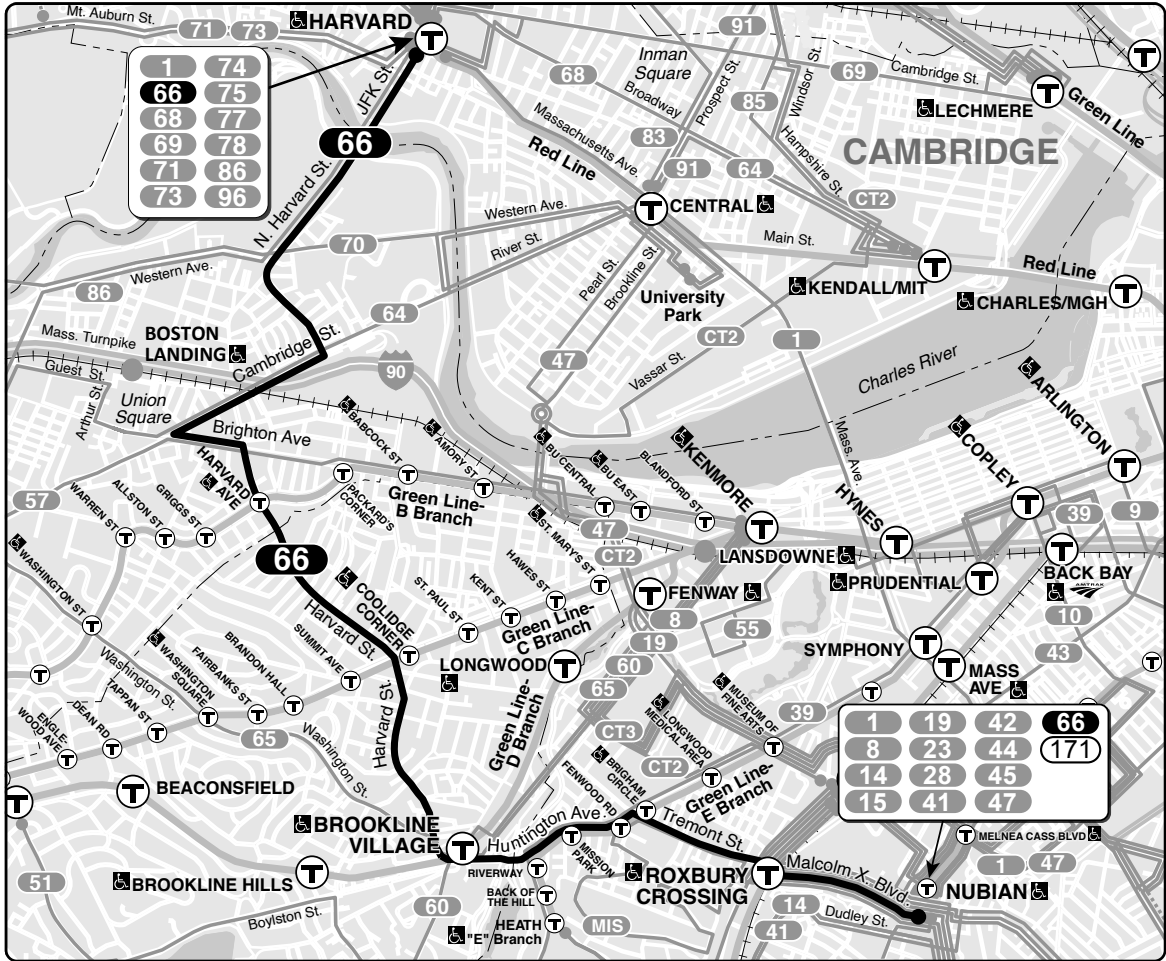 Mt. Auburn St.
71
73
HARVARD
T
1 74
66 75
68 77
69 78
71 86
73 96
JFK St.
66
N. Harvard St.
91
Inman
Square
68
Broadway
Prospect St.
Windsor St.
85
69
Cambridge St.
T
T
LECHMERE
Green Line
Massachusetts Ave.
Red Line
83
91
64
Hampshire St.
CT2
CAMBRIDGE
Western Ave.
T
CENTRAL
River St.
70
Main St.
T
Red Line
KENDALL/MIT
CHARLES/MGH
T
Western Ave.
86
Pearl St.
Brookline St.
University
Park
64
CT2
1
Mass. Turnpike
BOSTON
LANDING
Cambridge St.
90
47
Vassar St.
Charles River
Guest St.
Arthur St.
Union
Square
Brighton Ave
BABCOCK ST
AMORY ST
BU CENTRAL
BU EAST
BLANDFORD ST
KENMORE
T
Mass. Ave.
HYNES
T
COPLEY
T
ARLINGTON
T
57
WARREN ST
ALLSTON ST
GRIGGS ST
HARVARD
AVE
T
T
T
T
T
PACKARD'S
CORNER
T
T
Green Line-
B Branch
T
T
T
47
CT2
39
9
66
ST. MARY'S ST
LANSDOWNE
PRUDENTIAL
T
T
BACK BAY
AMTRAK
10
WASHINGTON ST
T
COOLIDGE
CORNER
T
ST. PAUL ST
T
KENT ST
T
HAWES ST
T
T
Green Line-
C Branch
T
FENWAY
8
19
55
60
65
Harvard St.
SUMMIT AVE
T
LONGWOOD
T
SYMPHONY
T
T
MASS
AVE
43
T
T
Washington St.
WASHINGTON
SQUARE
FAIRBANKS ST
BRANDON HALL
T
T
T
T
TAPPAN ST
T
DEAN RD
T
ENGLE-
WOOD AVE
T
65
Washington St.
Harvard St.
Green Line-
D Branch
CT3
CT2
LONGWOOD
MEDICAL AREA
T
MUSEUM OF
FINE ARTS
T
39
T
1 19 42 66
8 23 44 171
14 28 45
15 41 47
BEACONSFIELD
T
T
BROOKLINE
VILLAGE
T
Huntington Ave.
FENWOOD RD
T
BRIGHAM
CIRCLE
T
Tremont St.
Green Line-
E Branch
RIVERWAY
T
MISSION
PARK
T
ROXBURY
CROSSING
T
Malcolm X. Blvd.
T
MELNEA CASS BLVD
1
47
T
NUBIAN
51
BROOKLINE HILLS
T
Boylston St.
60
BACK OF
THE HILL
T
HEATH
"E" Branch
T
MIS
14
41
Dudley St.